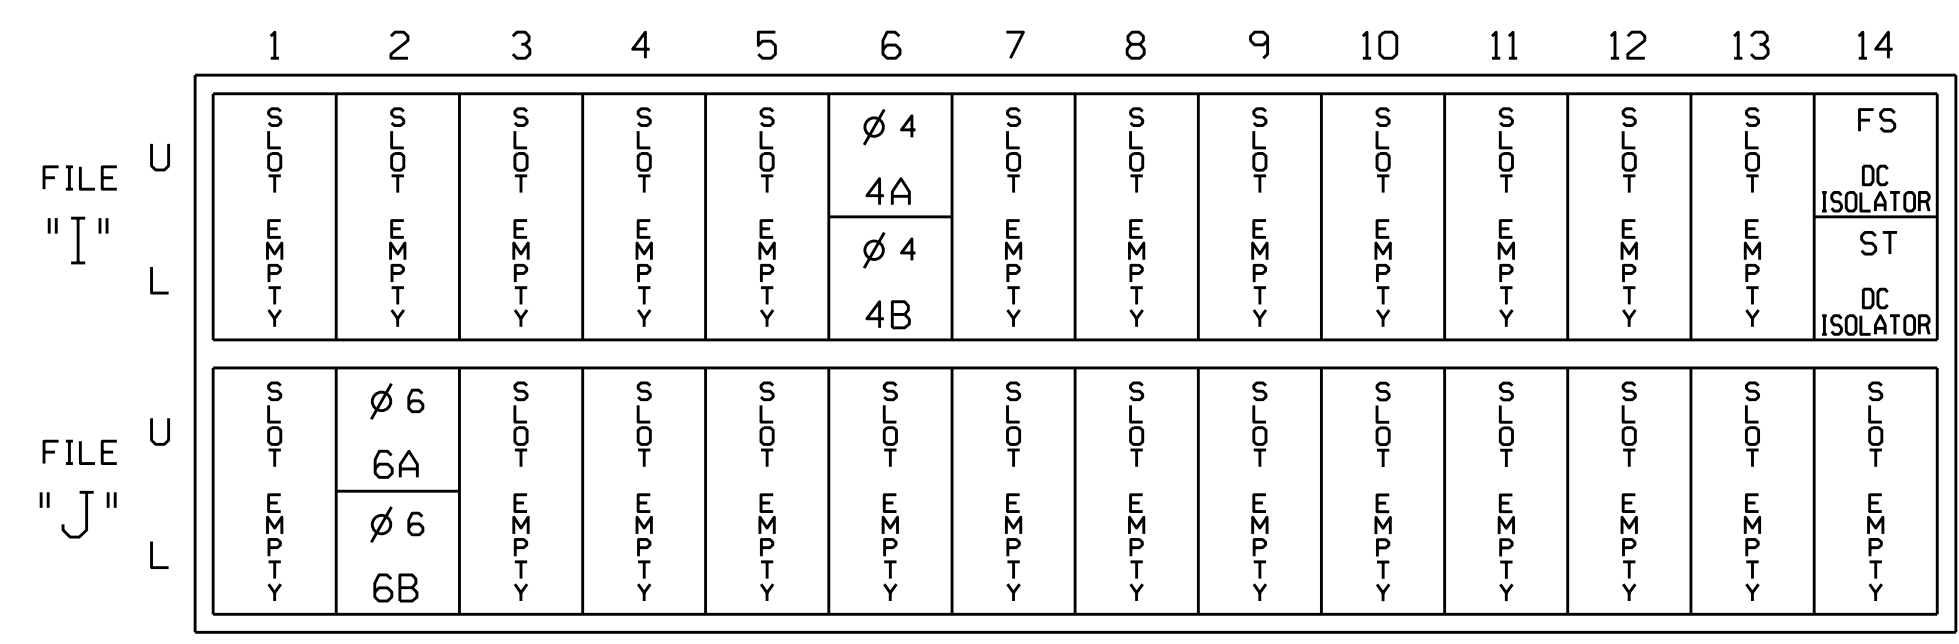 1 2 3 4 5 6 7 8 9 10 11 12 13 14
FILE "I"
U
L
SLOT EMPTY
SLOT EMPTY
SLOT EMPTY
SLOT EMPTY
SLOT EMPTY
Ø 4
4A
Ø 4
4B
SLOT EMPTY
SLOT EMPTY
SLOT EMPTY
SLOT EMPTY
SLOT EMPTY
SLOT EMPTY
SLOT EMPTY
FS
DC
ISOLATOR
ST
DC
ISOLATOR
FILE "J"
U
L
SLOT EMPTY
Ø 6
6A
Ø 6
6B
SLOT EMPTY
SLOT EMPTY
SLOT EMPTY
SLOT EMPTY
SLOT EMPTY
SLOT EMPTY
SLOT EMPTY
SLOT EMPTY
SLOT EMPTY
SLOT EMPTY
SLOT EMPTY
SLOT EMPTY